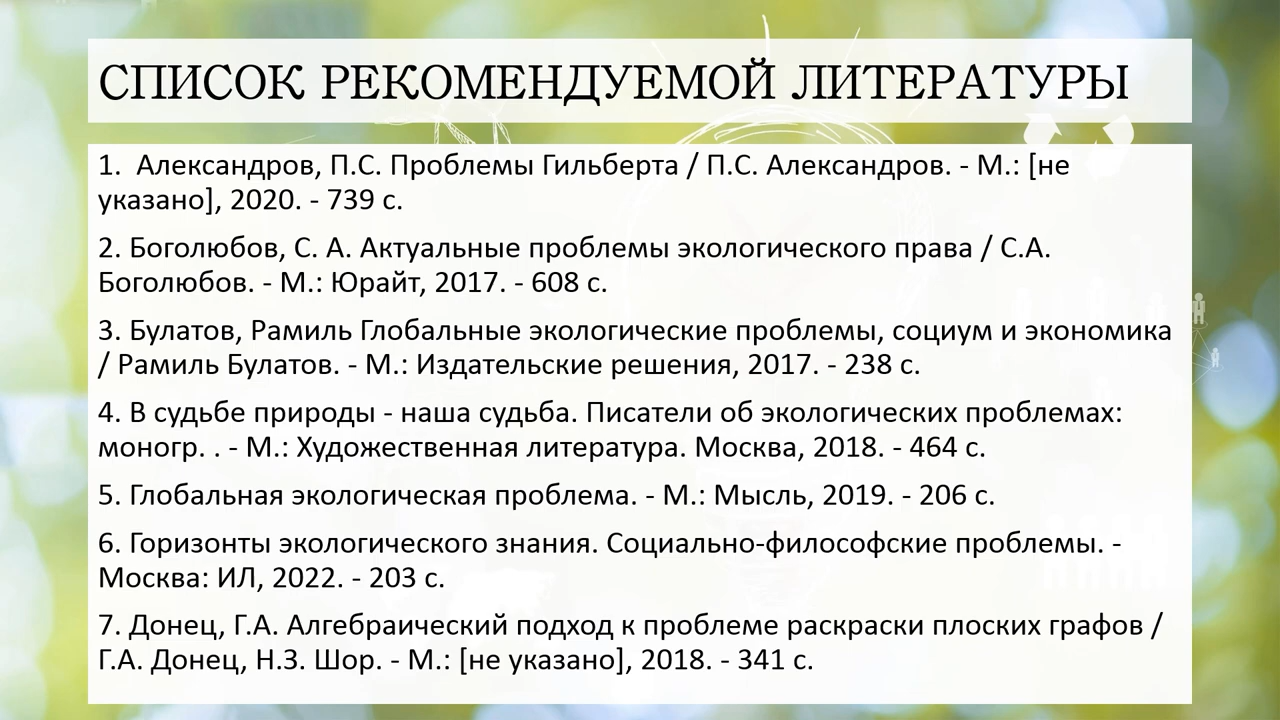 СПИСОК РЕКОМЕНДУЕМОЙ ЛИТЕРАТУРЫ
1.  Александров, П.С. Проблемы Гильберта / П.С. Александров. - М.: [не
указано], 2020. - 739 c.
2. Боголюбов, С. А. Актуальные проблемы экологического права / С.А.
Боголюбов. - М.: Юрайт, 2017. - 608 c.
3. Булатов, Рамиль Глобальные экологические проблемы, социум и экономика
/ Рамиль Булатов. - М.: Издательские решения, 2017. - 238 c.
4. В судьбе природы - наша судьба. Писатели об экологических проблемах:
моногр. . - М.: Художественная литература. Москва, 2018. - 464 c.
5. Глобальная экологическая проблема. - М.: Мысль, 2019. - 206 c.
6. Горизонты экологического знания. Социально-философские проблемы. -
Москва: ИЛ, 2022. - 203 c.
7. Донец, Г.А. Алгебраический подход к проблеме раскраски плоских графов /
Г.А. Донец, Н.З. Шор. - М.: [не указано], 2018. - 341 c.